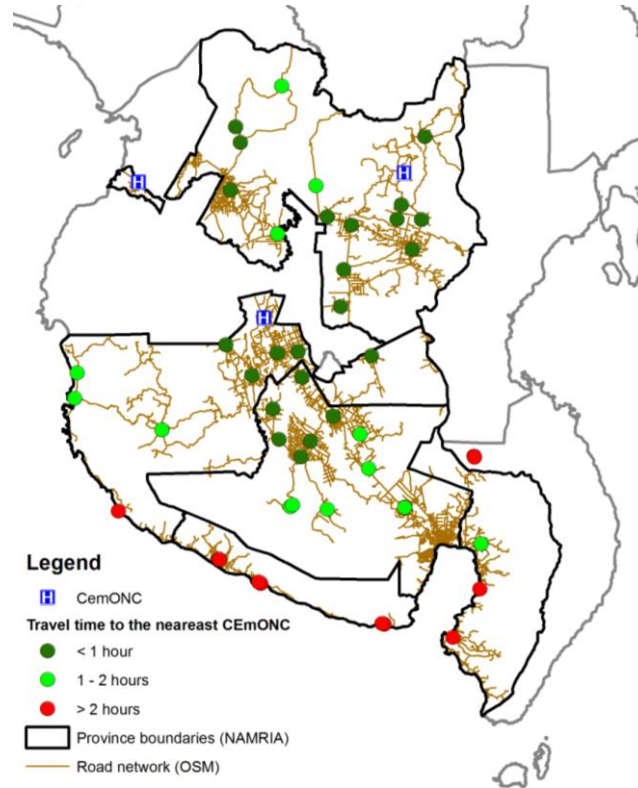 H
H
H
Legend
H CemONC
Travel time to the neareast CEmONC
< 1 hour
1 - 2 hours
> 2 hours
Province boundaries (NAMRIA)
Road network (OSM)